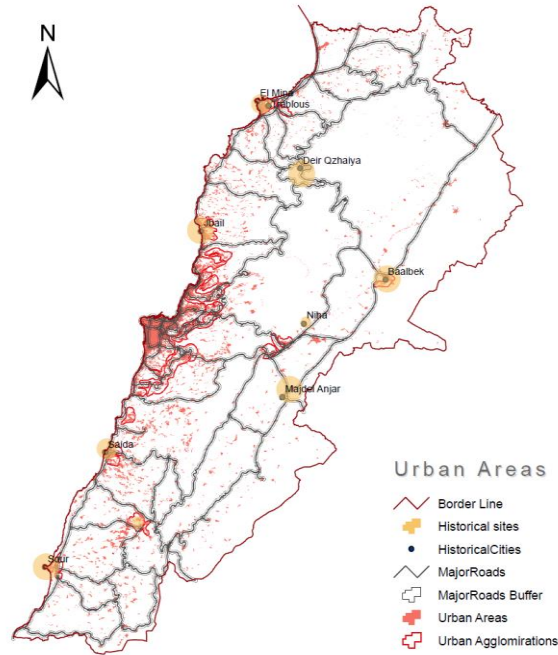 N
El Mina
Trablous
Deir Qzhaiya
Jbail
Baalbek
Niha
Majdel Anjar
Saida
Sour
Urban Areas
Border Line
Historical sites
HistoricalCities
MajorRoads
MajorRoads Buffer
Urban Areas
Urban Agglomirations